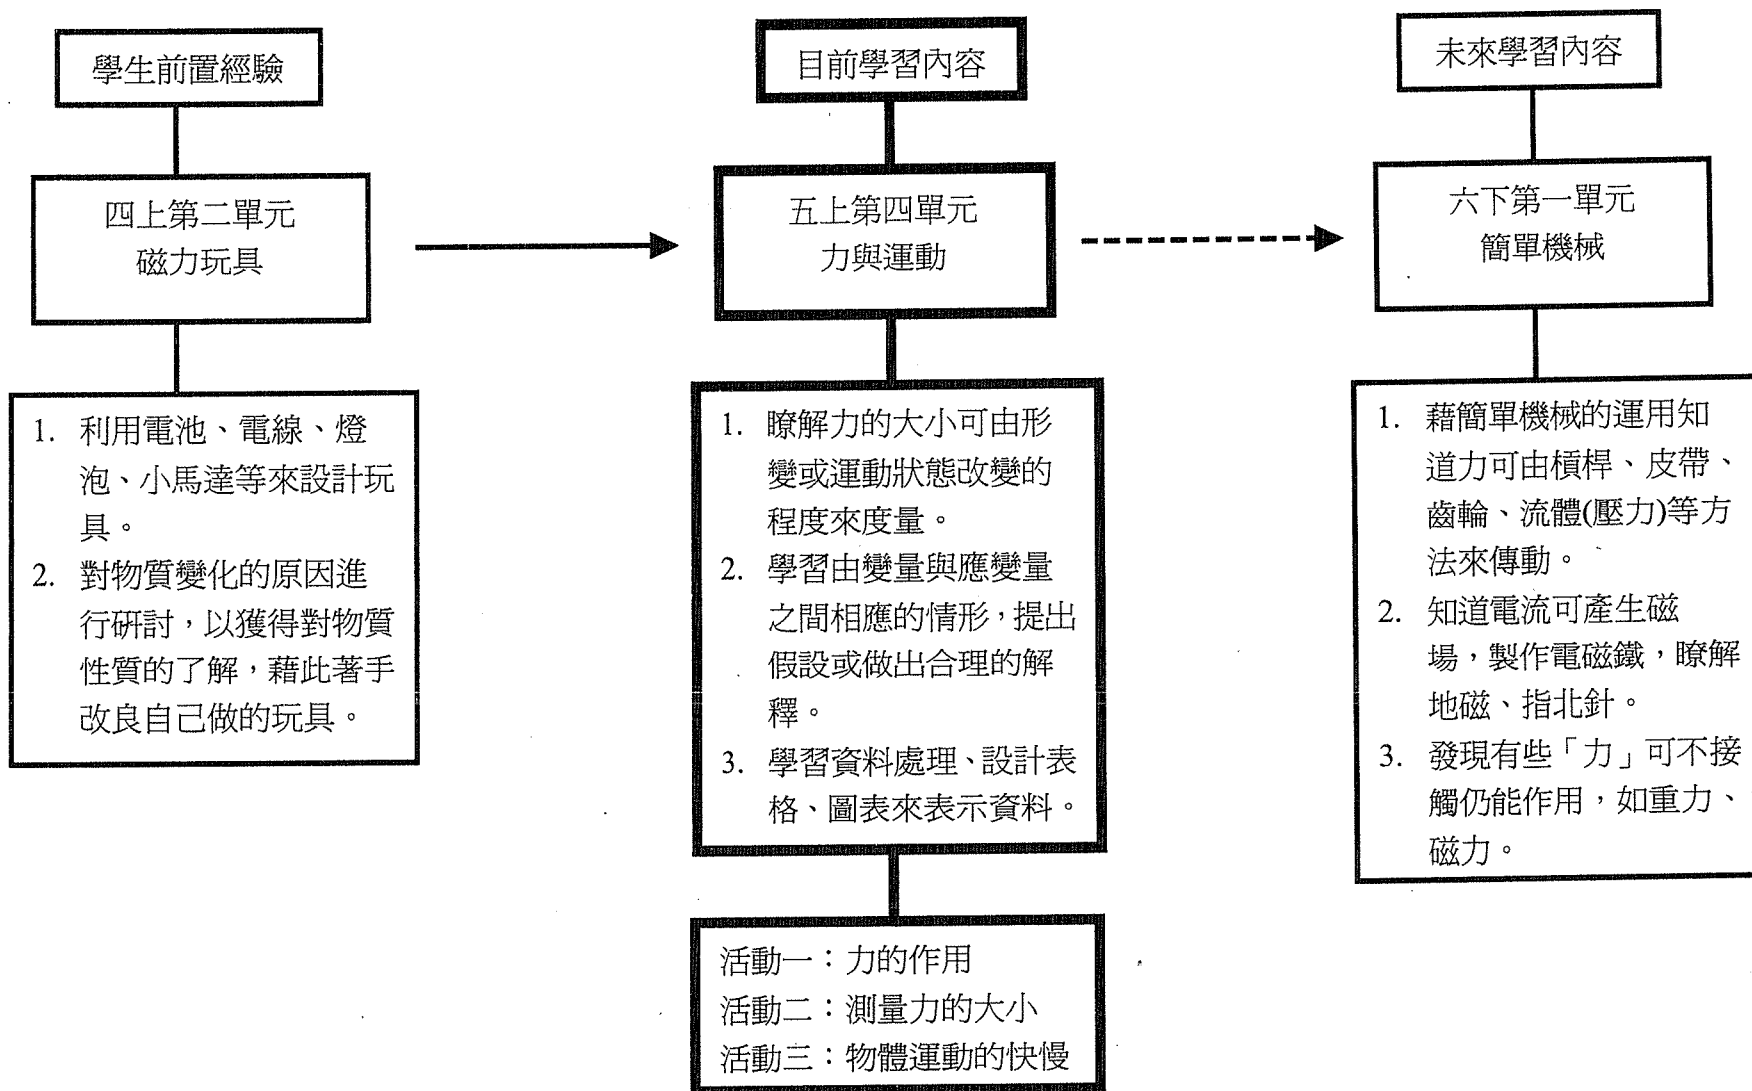 學生前置經驗
四上第二單元
磁力玩具
1. 利用電池、電線、燈
泡、小馬達等來設計玩
具。
2. 對物質變化的原因進
行研討，以獲得對物質
性質的了解，藉此著手
改良自己做的玩具。
目前學習內容
五上第四單元
力與運動
1. 瞭解力的大小可由形
變或運動狀態改變的
程度來度量。
2. 學習由變量與應變量
之間相應的情形，提出
假設或做出合理的解
釋。
3. 學習資料處理、設計表
格、圖表來表示資料。
活動一：力的作用
活動二：測量力的大小
活動三：物體運動的快慢
未來學習內容
六下第一單元
簡單機械
1. 藉簡單機械的運用知
道力可由槓桿、皮帶、
齒輪、流體(壓力)等方
法來傳動。
2. 知道電流可產生磁
場，製作電磁鐵，瞭解
地磁、指北針。
3. 發現有些「力」可不接
觸仍能作用，如重力、
磁力。